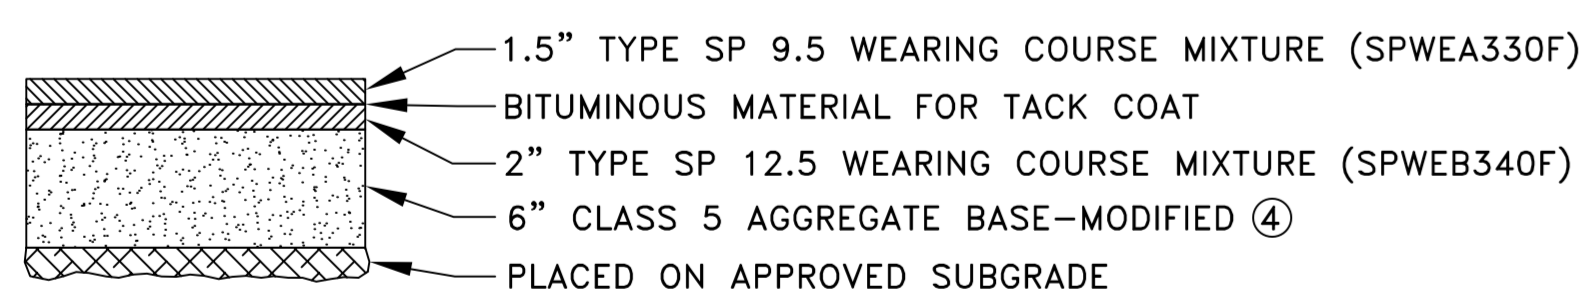 1.5” TYPE SP 9.5 WEARING COURSE MIXTURE (SPWEA330F)
BITUMINOUS MATERIAL FOR TACK COAT
2” TYPE SP 12.5 WEARING COURSE MIXTURE (SPWEB340F)
6” CLASS 5 AGGREGATE BASE–MODIFIED ④
PLACED ON APPROVED SUBGRADE